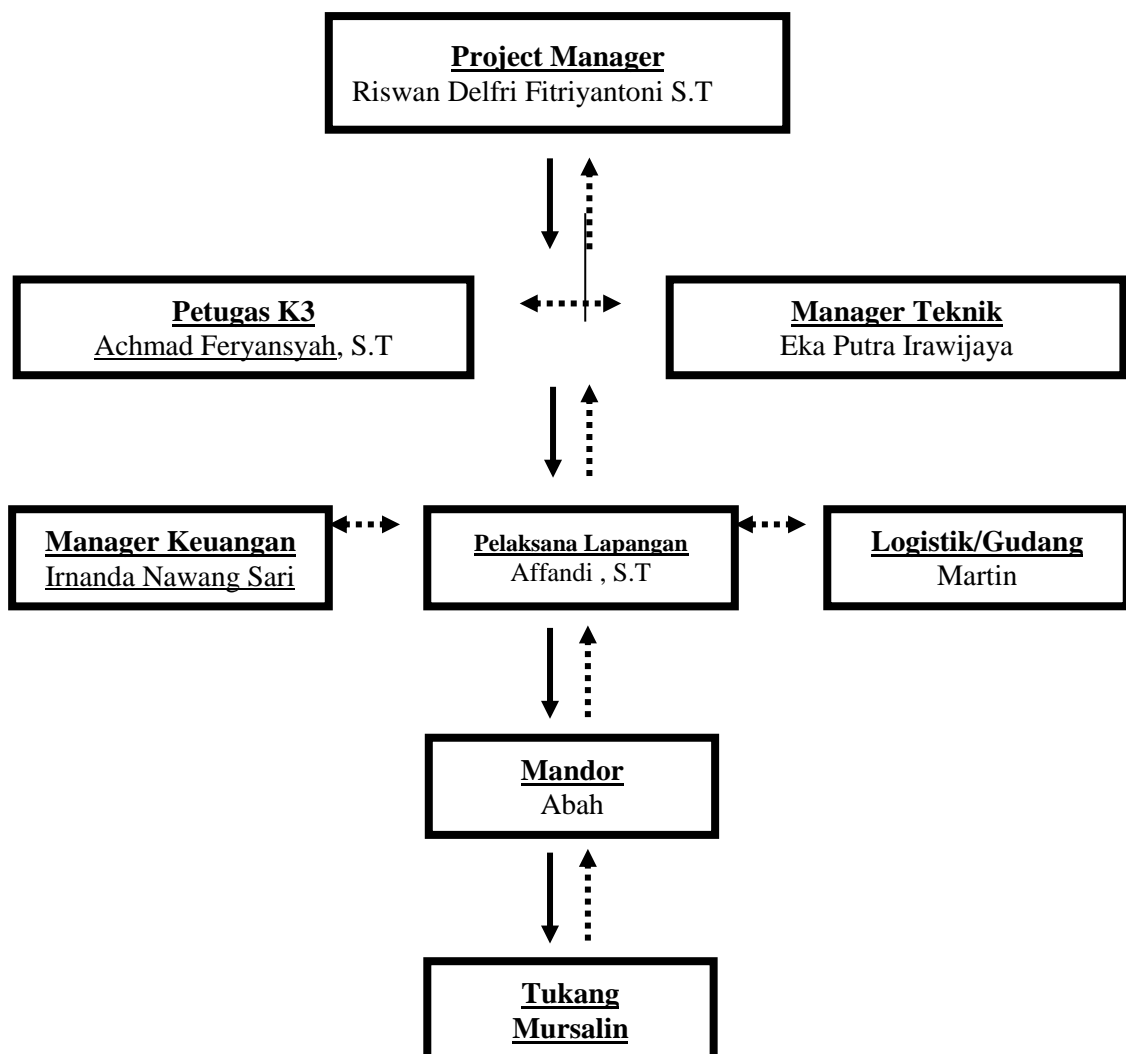 Project Manager
Riswan Delfri Fitriyantoni S.T
Petugas K3
Achmad Feryansyah, S.T
Manager Teknik
Eka Putra Irawijaya
Manager Keuangan
Irnanda Nawang Sari
Pelaksana Lapangan
Affandi , S.T
Logistik/Gudang
Martin
Mandor
Abah
Tukang
Mursalin